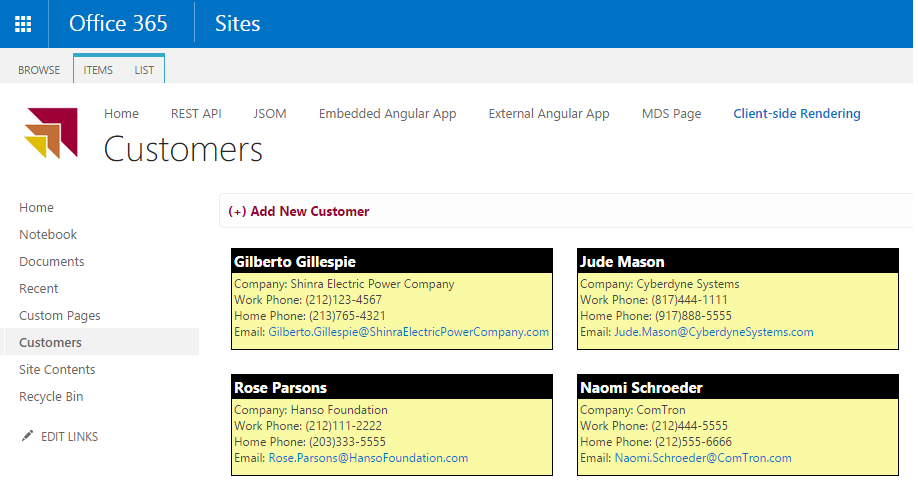 Office 365 Sites
BROWSE ITEMS LIST
Home REST API JSOM Embedded Angular App External Angular App MDS Page Client-side Rendering
Customers
Home
Notebook
Documents
Recent
Custom Pages
Customers
Site Contents
Recycle Bin
EDIT LINKS
(+) Add New Customer
Gilberto Gillespie
Company: Shinra Electric Power Company
Work Phone: (212)123-4567
Home Phone: (213)765-4321
Email: Gilberto.Gillespie@ShinraElectricPowerCompany.com
Jude Mason
Company: Cyberdyne Systems
Work Phone: (817)444-1111
Home Phone: (917)888-5555
Email: Jude.Mason@CyberdyneSystems.com
Rose Parsons
Company: Hanso Foundation
Work Phone: (212)111-2222
Home Phone: (203)333-5555
Email: Rose.Parsons@HansoFoundation.com
Naomi Schroeder
Company: ComTron
Work Phone: (212)444-5555
Home Phone: (212)555-6666
Email: Naomi.Schroeder@ComTron.com